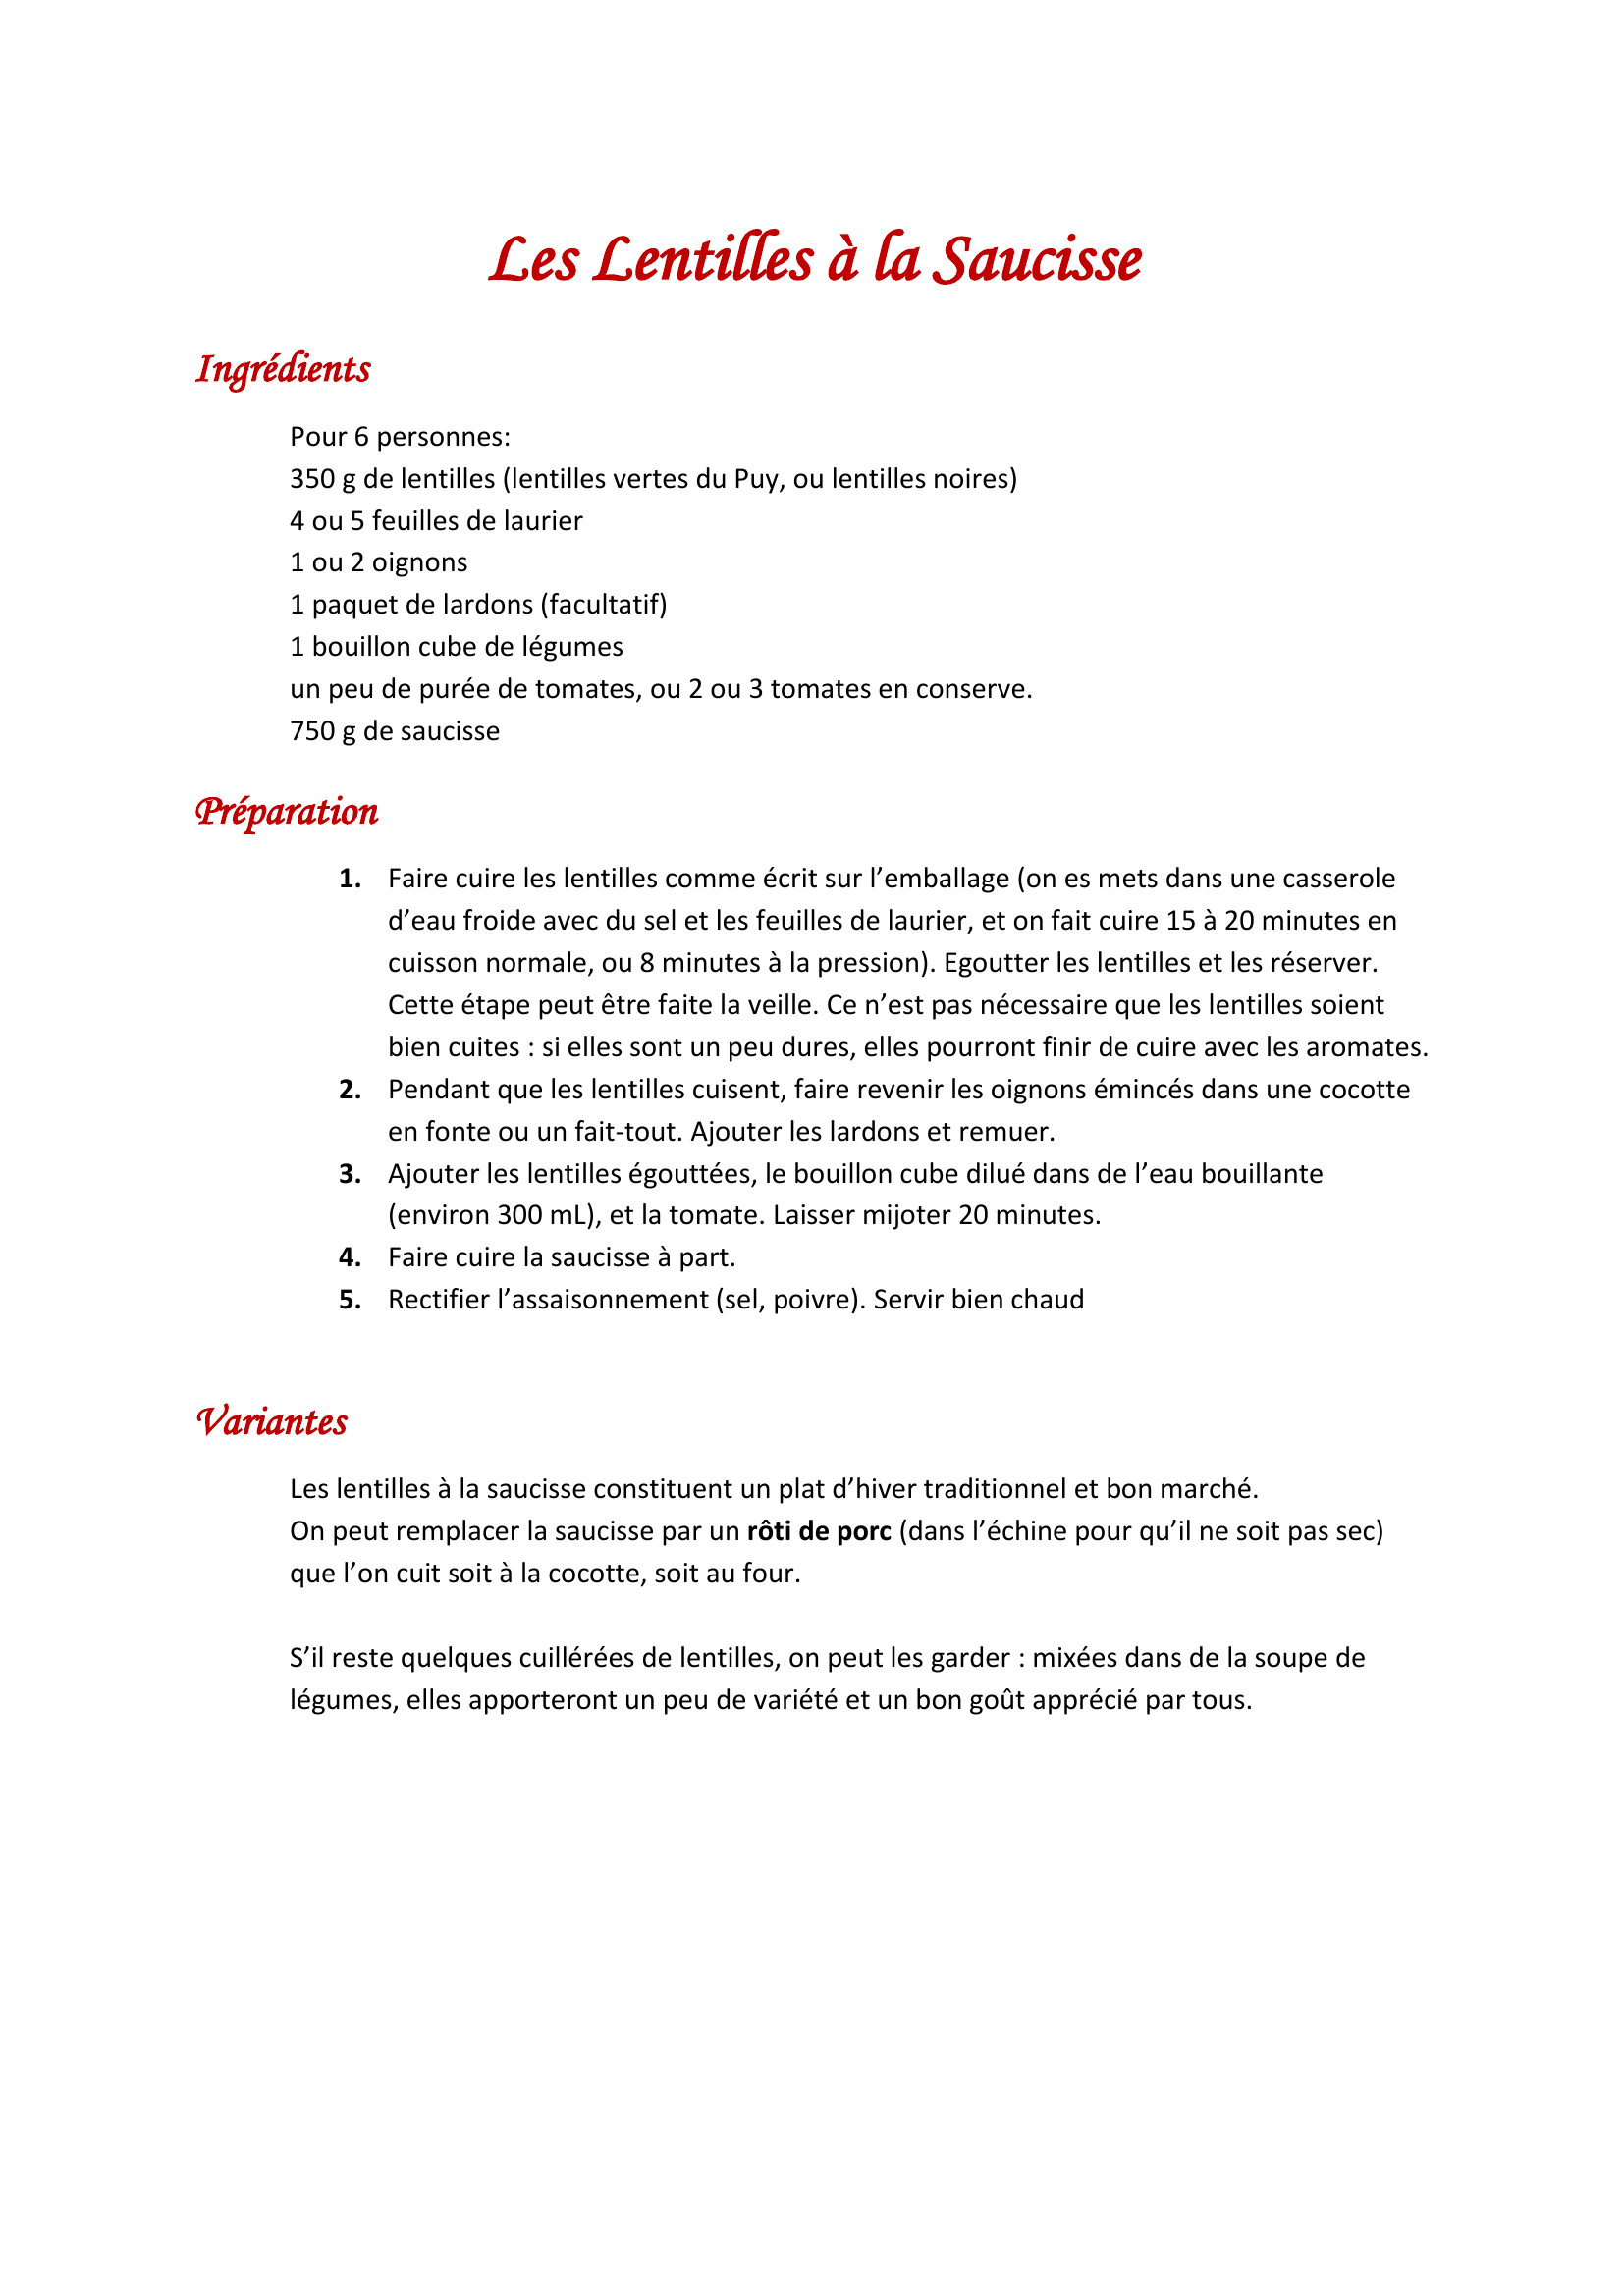 Les Lentilles à la Saucisse
Ingrédients
Pour 6 personnes:
350 g de lentilles (lentilles vertes du Puy, ou lentilles noires)
4 ou 5 feuilles de laurier
1 ou 2 oignons
1 paquet de lardons (facultatif)
1 bouillon cube de légumes
un peu de purée de tomates, ou 2 ou 3 tomates en conserve.
750 g de saucisse
Préparation
1. Faire cuire les lentilles comme écrit sur l’emballage (on es mets dans une casserole
d’eau froide avec du sel et les feuilles de laurier, et on fait cuire 15 à 20 minutes en
cuisson normale, ou 8 minutes à la pression). Egoutter les lentilles et les réserver.
Cette étape peut être faite la veille. Ce n’est pas nécessaire que les lentilles soient
bien cuites : si elles sont un peu dures, elles pourront finir de cuire avec les aromates.
2. Pendant que les lentilles cuisent, faire revenir les oignons émincés dans une cocotte
en fonte ou un fait-tout. Ajouter les lardons et remuer.
3. Ajouter les lentilles égouttées, le bouillon cube dilué dans de l’eau bouillante
(environ 300 mL), et la tomate. Laisser mijoter 20 minutes.
4. Faire cuire la saucisse à part.
5. Rectifier l’assaisonnement (sel, poivre). Servir bien chaud
Variantes
Les lentilles à la saucisse constituent un plat d’hiver traditionnel et bon marché.
On peut remplacer la saucisse par un rôti de porc (dans l’échine pour qu’il ne soit pas sec)
que l’on cuit soit à la cocotte, soit au four.
S’il reste quelques cuillérées de lentilles, on peut les garder : mixées dans de la soupe de
légumes, elles apporteront un peu de variété et un bon goût apprécié par tous.